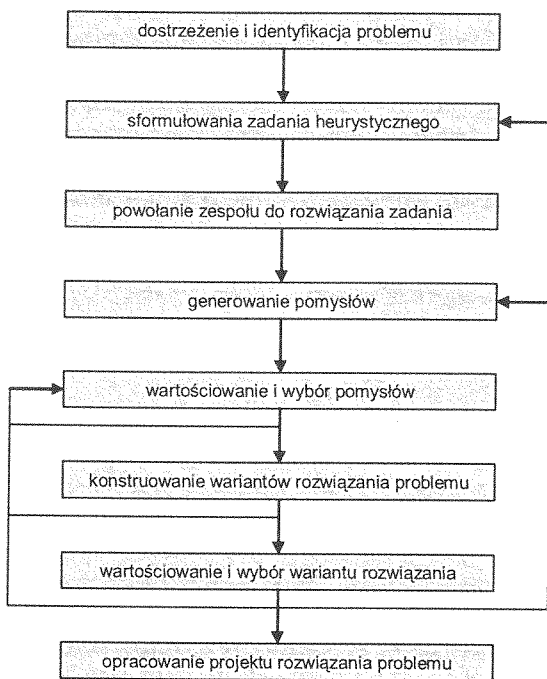 dostrzeżenie i identyfikacja problemu
sformułowania zadania heurystycznego
powołanie zespołu do rozwiązania zadania
generowanie pomysłów
wartościowanie i wybór pomysłów
konstruowanie wariantów rozwiązania problemu
wartościowanie i wybór wariantu rozwiązania
opracowanie projektu rozwiązania problemu